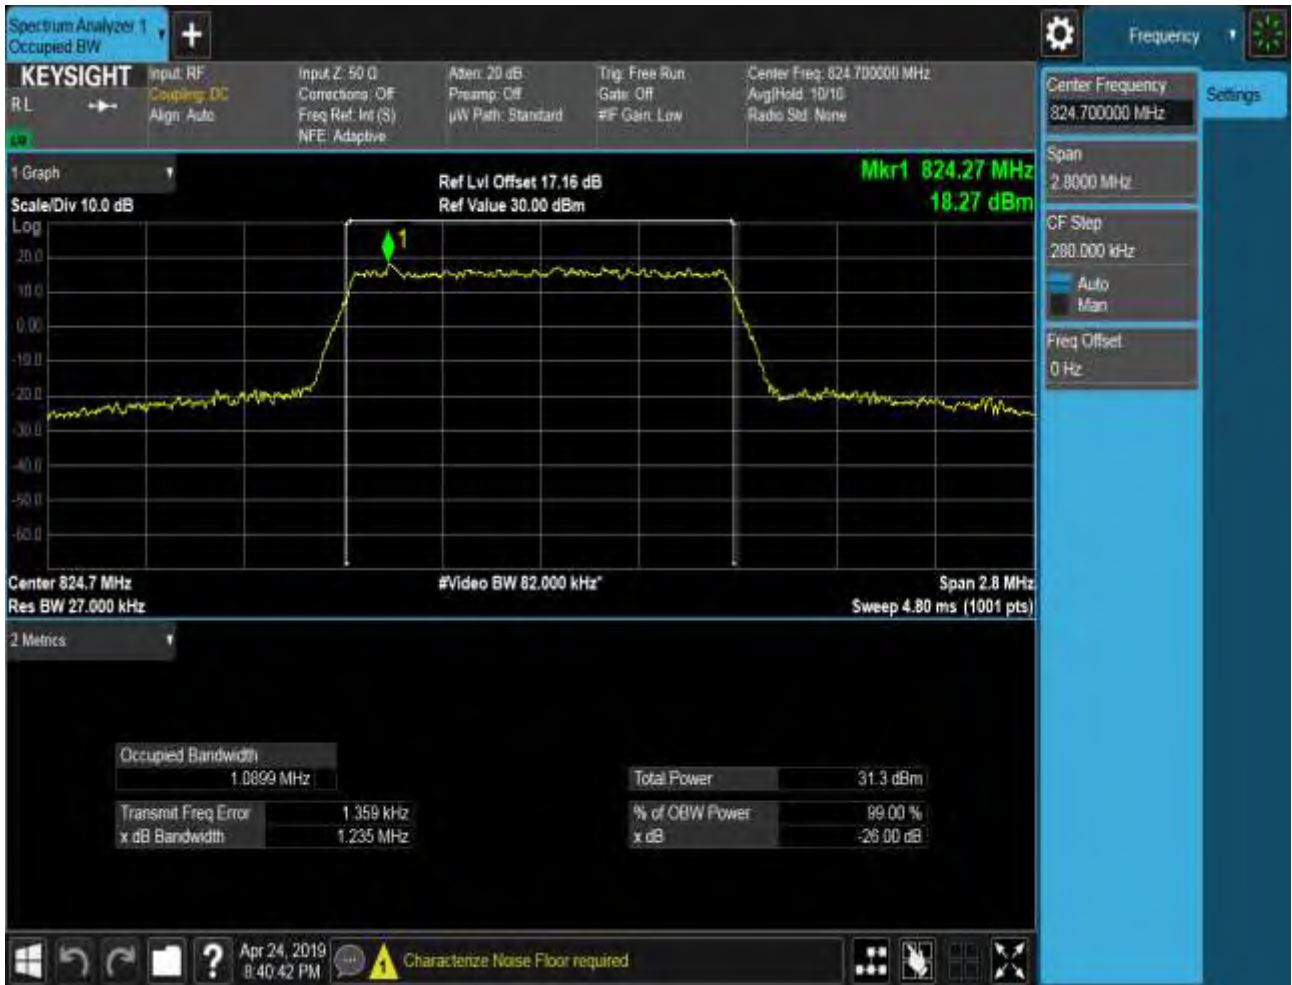 Spectrum Analyzer 1
Occupied BW
Frequency
KEYSIGHT
RL
Input: RF
Coupling: DC
Align: Auto
Input Z: 50 Ω
Corrections: Off
Freq Ref: Int (S)
NFE: Adaptive
Atten: 20 dB
Preamp: Off
µW Path: Standard
Trig: Free Run
Gate: Off
#IF Gain: Low
Center Freq: 824.700000 MHz
Avg|Hold: 10/10
Radio Std: None
Center Frequency
824.700000 MHz
Settings
Span
2.8000 MHz
CF Step
280.000 kHz
Auto
Man
Freq Offset
0 Hz
1 Graph
Scale/Div 10.0 dB
Ref Lvl Offset 17.16 dB
Ref Value 30.00 dBm
Mkr1 824.27 MHz
18.27 dBm
Log
1
20.0
10.0
0.00
-10.0
-20.0
-30.0
-40.0
-50.0
-60.0
Center 824.7 MHz
Res BW 27.000 kHz
#Video BW 82.000 kHz*
Span 2.8 MHz
Sweep 4.80 ms (1001 pts)
2 Metrics
Occupied Bandwidth
1.0899 MHz
Transmit Freq Error 1.359 kHz
x dB Bandwidth 1.235 MHz
Total Power 31.3 dBm
% of OBW Power 99.00 %
x dB -26.00 dB
Apr 24, 2019
8:40:42 PM
Characterize Noise Floor required